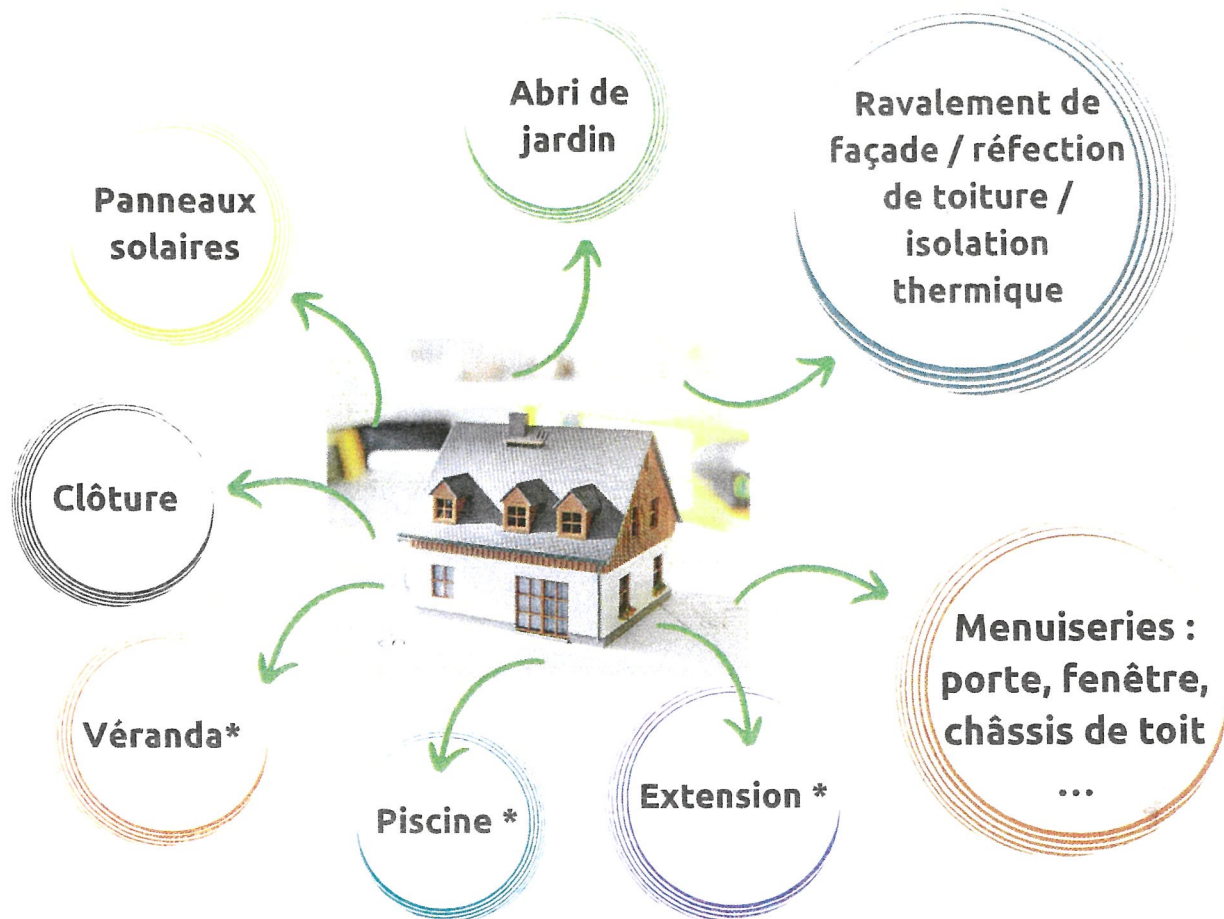 Abri de
jardin
Ravalement de
façade / réfection
de toiture /
isolation
thermique
Panneaux
solaires
Clôture
Menuiseries :
porte, fenêtre,
châssis de toit
...
Véranda*
Piscine *
Extension *